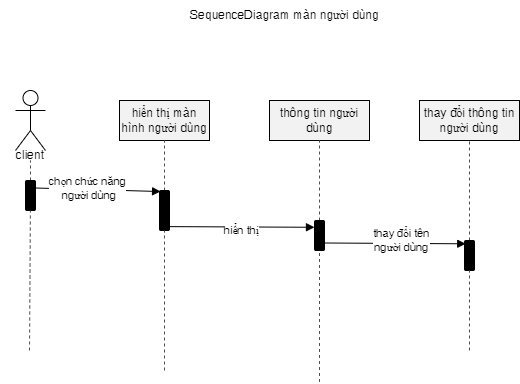 SequenceDiagram màn người dùng
hiển thị màn
hình người dùng
thông tin người
dùng
thay đổi thông tin
người dùng
client
chọn chức năng
người dùng
hiển thị
thay đổi tên
người dùng